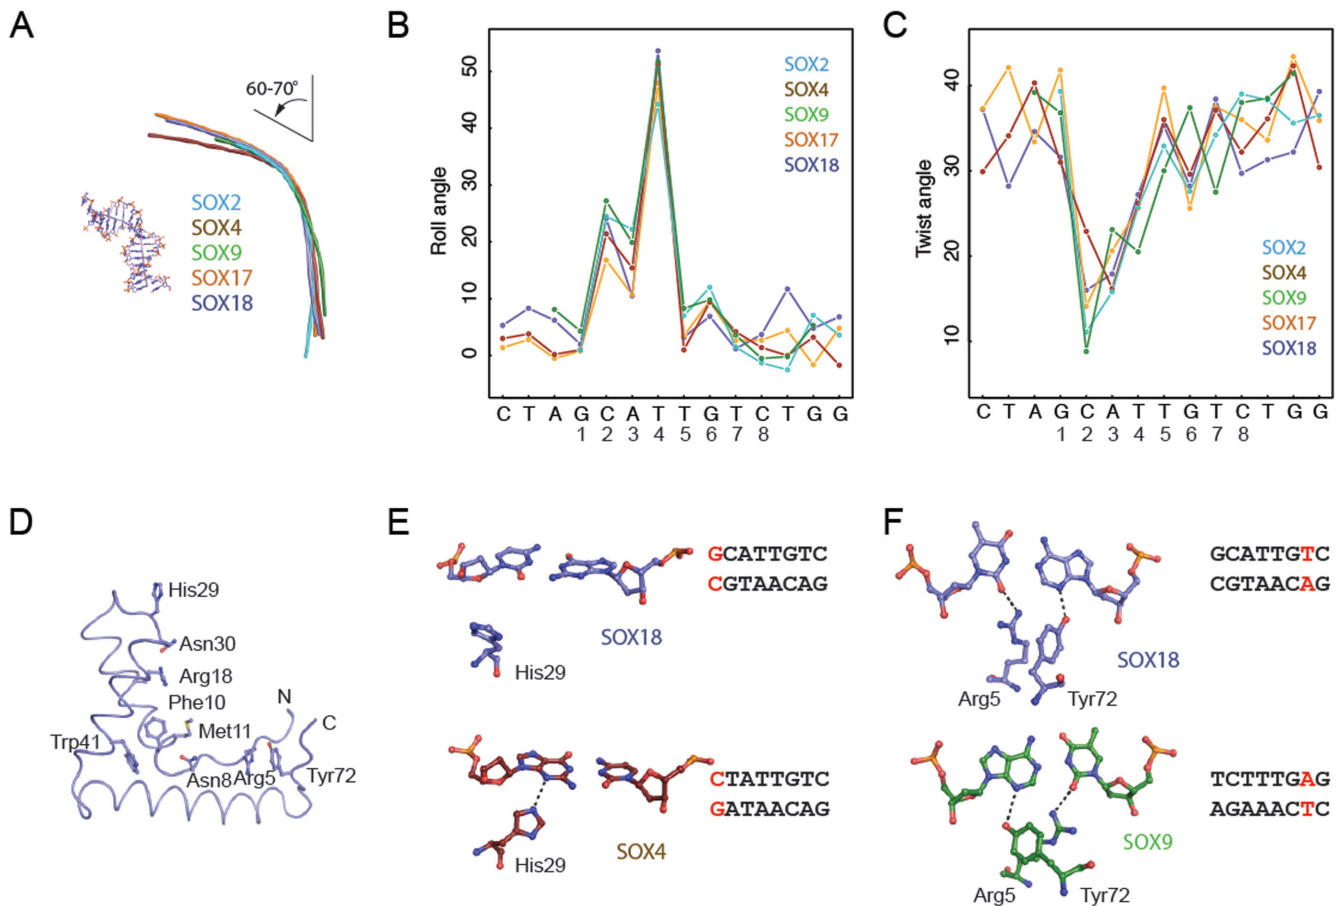 A
60-70°
SOX2
SOX4
SOX9
SOX17
SOX18
B
Roll angle
50
40
30
20
10
0
SOX2
SOX4
SOX9
SOX17
SOX18
C T A G C A T T G T C T G G
1 2 3 4 5 6 7 8
C
Twist angle
40
30
20
10
SOX2
SOX4
SOX9
SOX17
SOX18
C T A G C A T T G T C T G G
1 2 3 4 5 6 7 8
D
His29
Asn30
Arg18
Phe10
N
C
Met11
Trp41
Asn8
Arg5
Tyr72
E
GCATTGTC
CGTAACAG
SOX18
His29
CTATTGTC
GATAACAG
His29
SOX4
F
GCATTGTC
CGTAACAG
SOX18
Arg5
Tyr72
TCTTTGAG
AGAAACTC
SOX9
Arg5
Tyr72